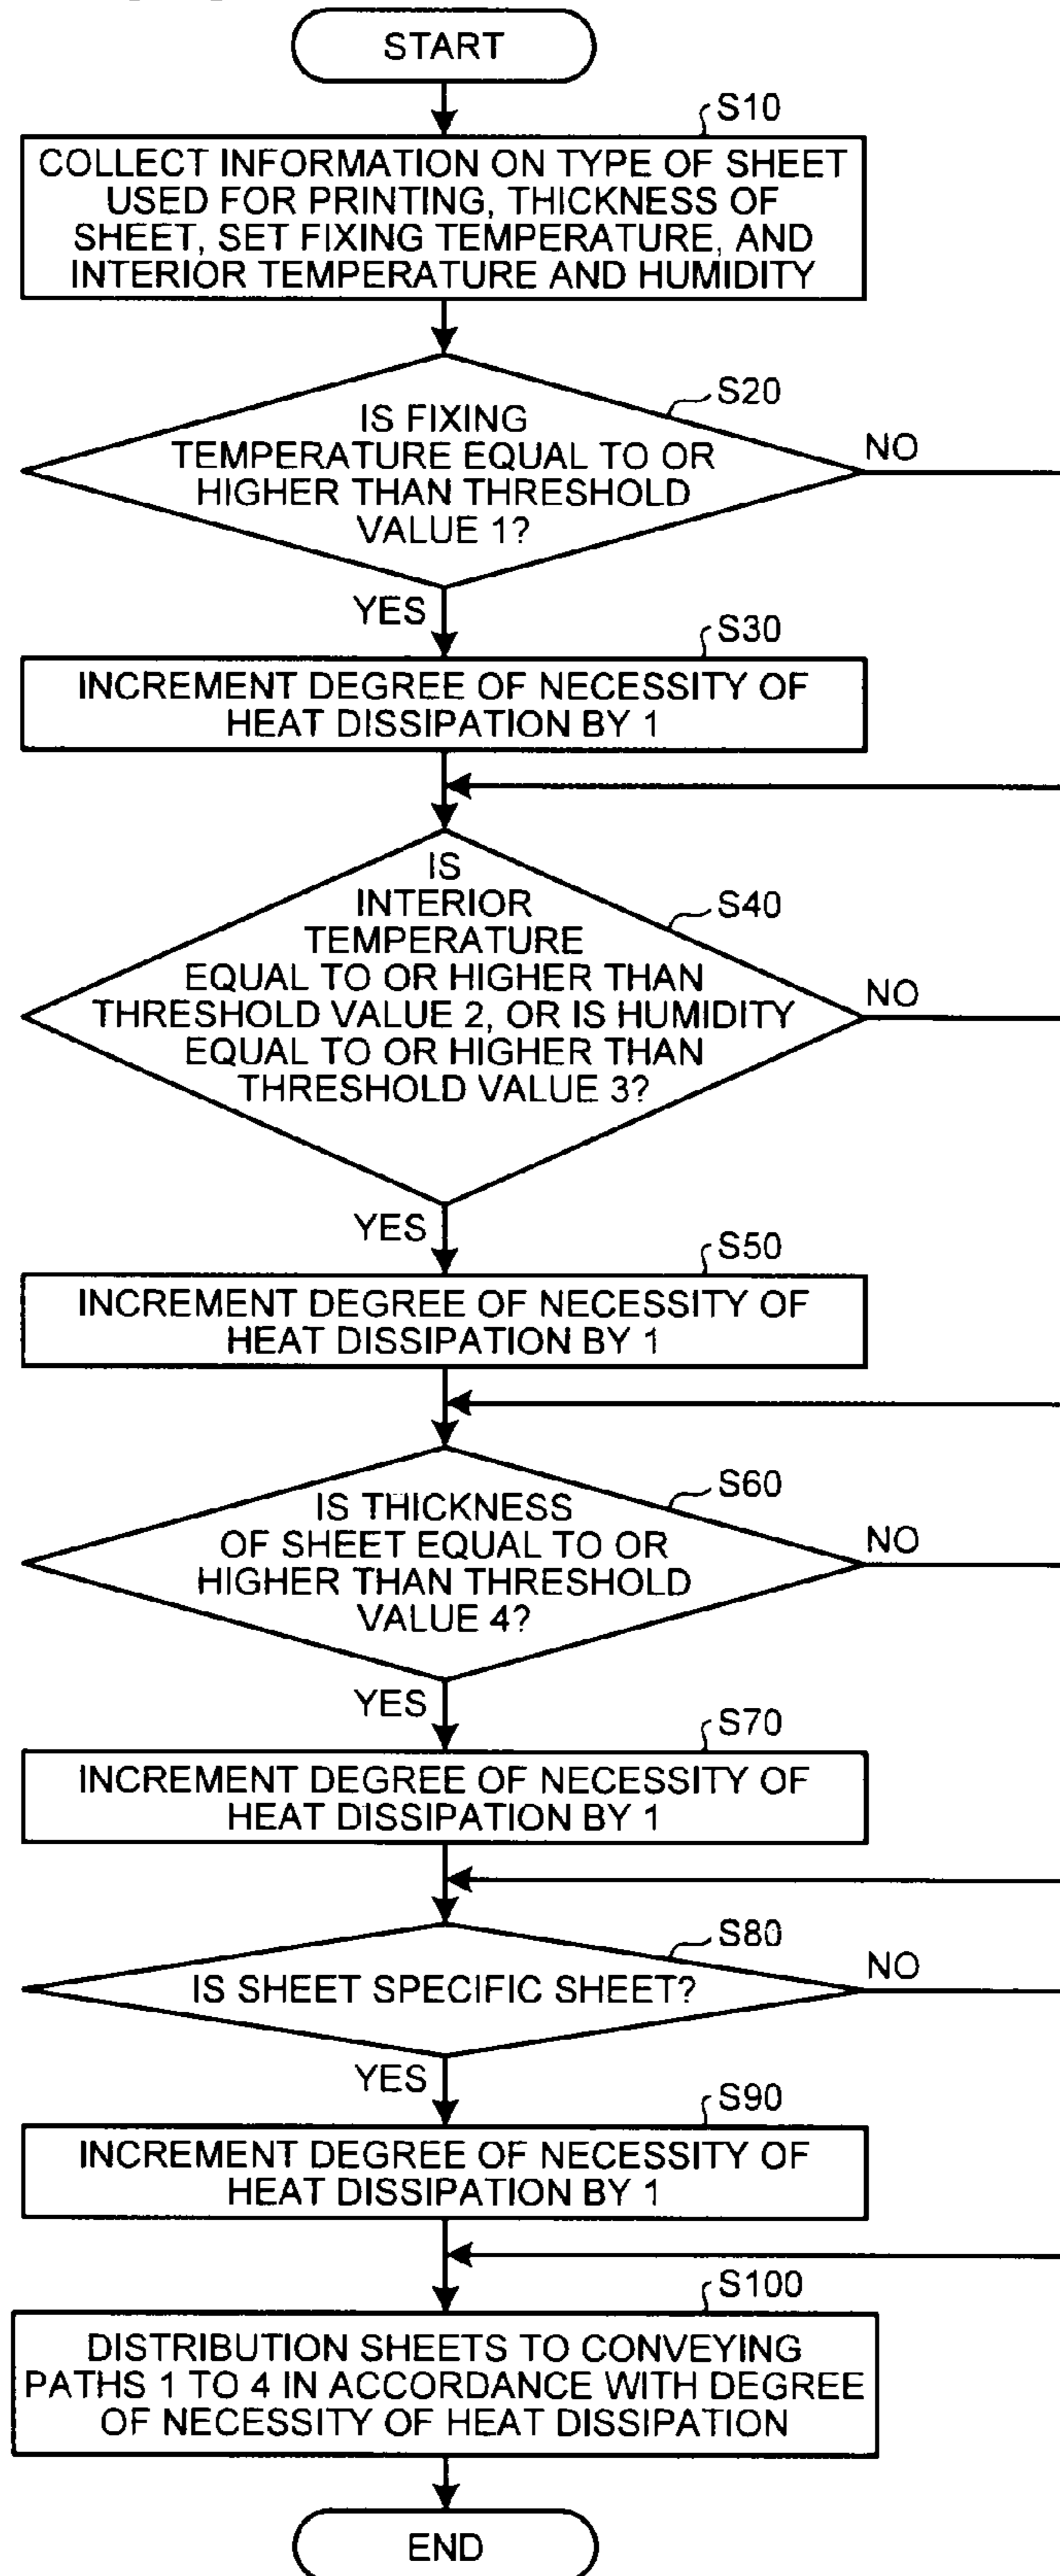 START
S10
COLLECT INFORMATION ON TYPE OF SHEET
USED FOR PRINTING, THICKNESS OF
SHEET, SET FIXING TEMPERATURE, AND
INTERIOR TEMPERATURE AND HUMIDITY
S20
IS FIXING
TEMPERATURE EQUAL TO OR
HIGHER THAN THRESHOLD
VALUE 1?
NO
YES
S30
INCREMENT DEGREE OF NECESSITY OF
HEAT DISSIPATION BY 1
S40
IS
INTERIOR
TEMPERATURE
EQUAL TO OR HIGHER THAN
THRESHOLD VALUE 2, OR IS HUMIDITY
EQUAL TO OR HIGHER THAN
THRESHOLD VALUE 3?
NO
YES
S50
INCREMENT DEGREE OF NECESSITY OF
HEAT DISSIPATION BY 1
S60
IS THICKNESS
OF SHEET EQUAL TO OR
HIGHER THAN THRESHOLD
VALUE 4?
NO
YES
S70
INCREMENT DEGREE OF NECESSITY OF
HEAT DISSIPATION BY 1
S80
IS SHEET SPECIFIC SHEET?
NO
YES
S90
INCREMENT DEGREE OF NECESSITY OF
HEAT DISSIPATION BY 1
S100
DISTRIBUTION SHEETS TO CONVEYING
PATHS 1 TO 4 IN ACCORDANCE WITH DEGREE
OF NECESSITY OF HEAT DISSIPATION
END